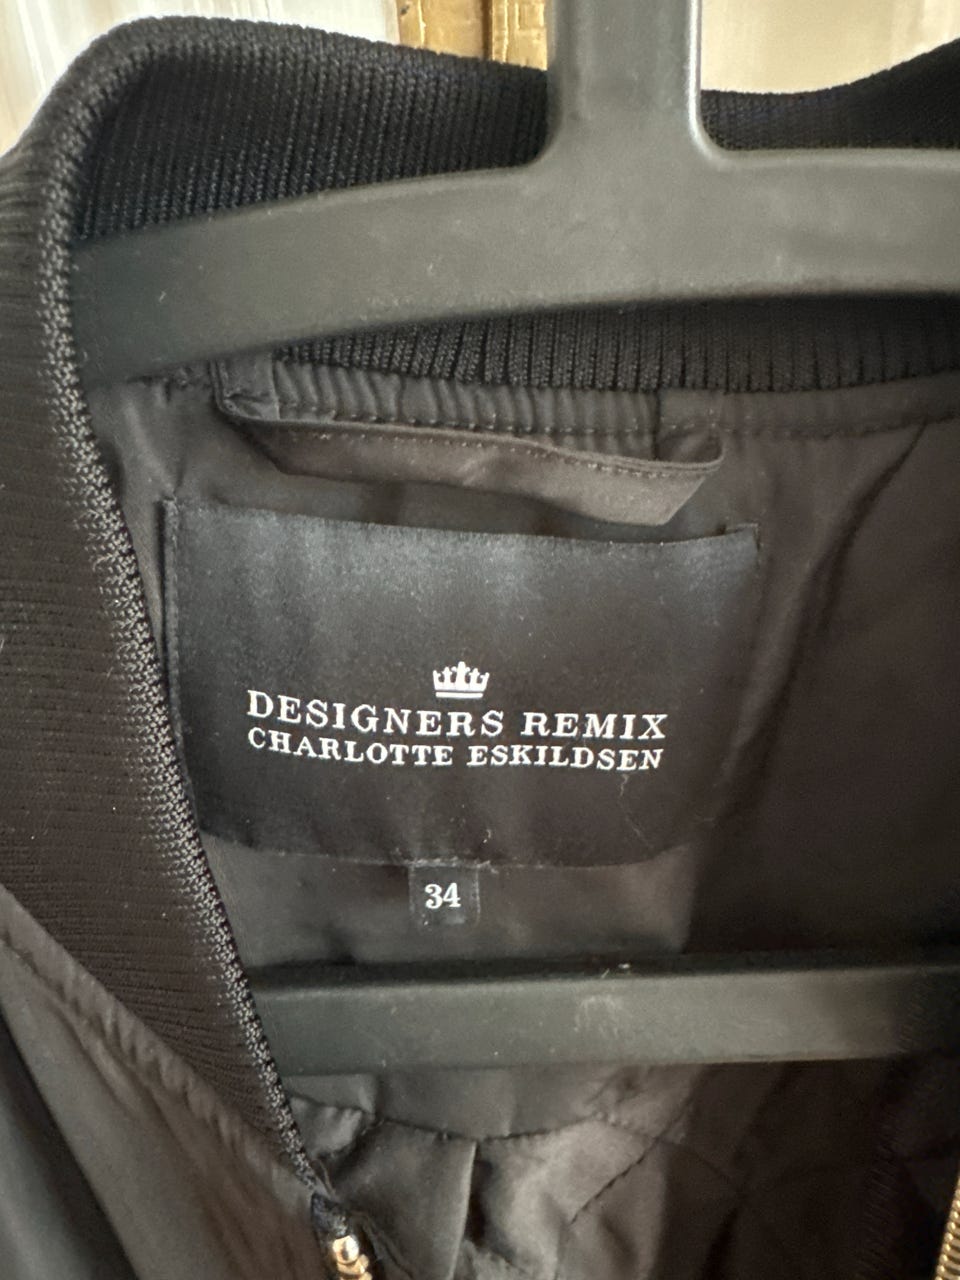 DESIGNERS REMIX
CHARLOTTE ESKILDSEN
34